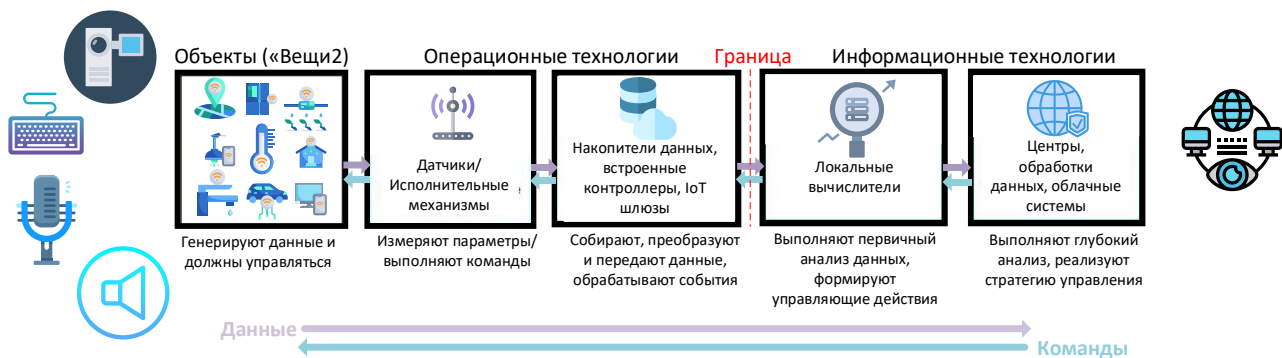 Объекты («Вещи2)
Операционные технологии
Граница
Информационные технологии
Датчики/
Исполнительные
механизмы
Накопители данных,
встроенные
контроллеры, IoT
шлюзы
Локальные
вычислители
Центры,
обработки
данных, облачные
системы
Генерируют данные и
должны управляться
Измеряют параметры/
выполняют команды
Собирают, преобразуют
и передают данные,
обрабатывают события
Выполняют первичный
анализ данных,
формируют
управляющие действия
Выполняют глубокий
анализ, реализуют
стратегию управления
Данные
Команды